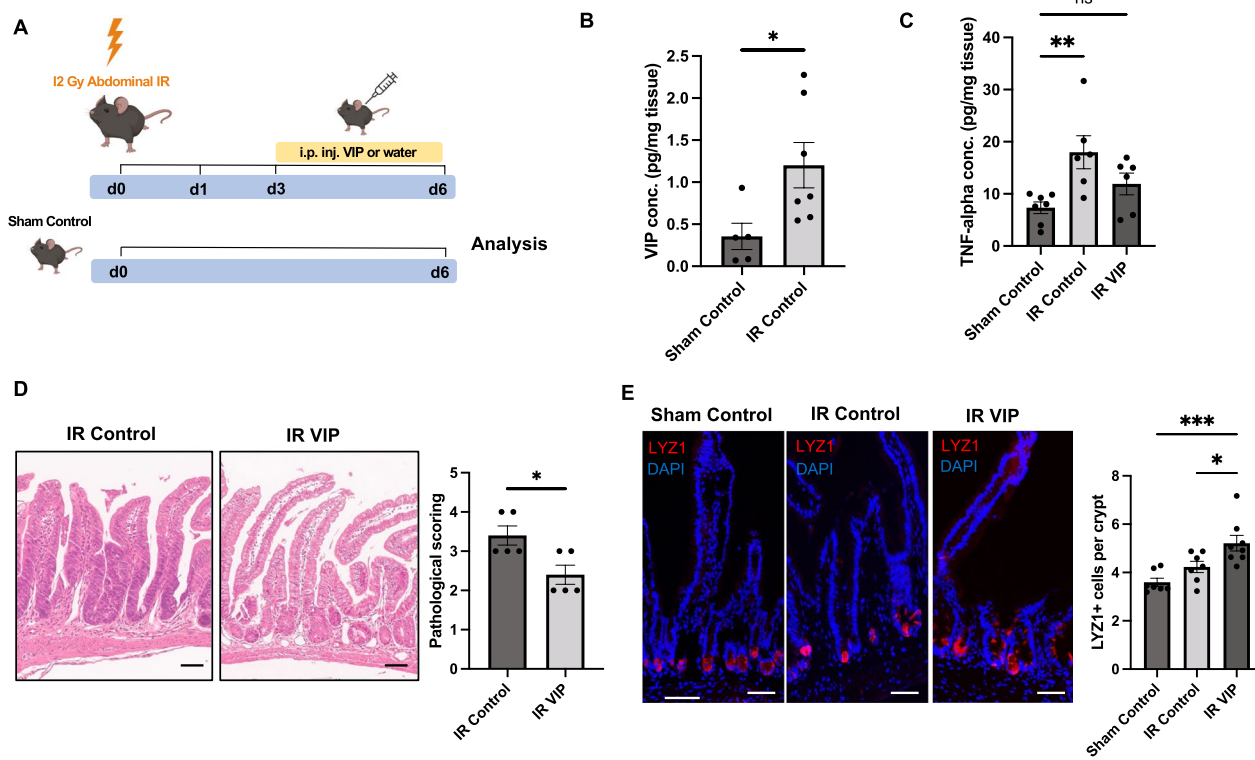 A
I2 Gy Abdominal IR
i.p. inj. VIP or water
d0 d1 d3 d6
Sham Control
d0 d6
Analysis
B
*
VIP conc. (pg/mg tissue)
2.5
2.0
1.5
1.0
0.5
0.0
Sham Control
IR Control
C
ns
**
TNF-alpha conc. (pg/mg tissue)
40
30
20
10
0
Sham Control
IR Control
IR VIP
D
IR Control
IR VIP
*
Pathological scoring
5
4
3
2
1
0
IR Control
IR VIP
E
Sham Control
IR Control
IR VIP
LYZ1
DAPI
LYZ1
DAPI
LYZ1
DAPI
***
*
LYZ1+ cells per crypt
8
6
4
2
0
Sham Control
IR Control
IR VIP